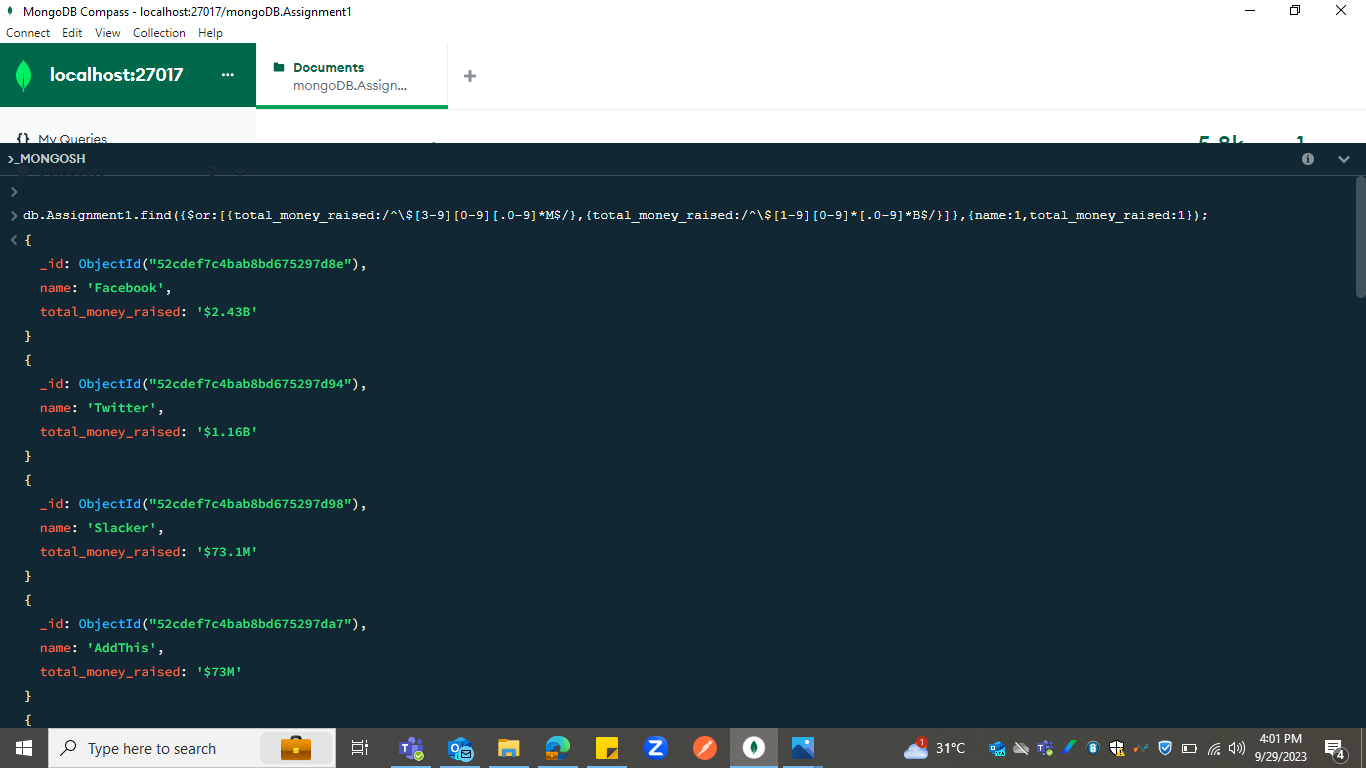 MongoDB Compass - localhost:27017/mongoDB.Assignment1
Connect Edit View Collection Help
localhost:27017 ...
Documents
mongoDB.Assign...
{} My Queries
5.8k 1
>_MONGOSH
>
> db.Assignment1.find({$or:[{total_money_raised:/^\$[3-9][0-9][.0-9]*M$/},{total_money_raised:/^\$[1-9][0-9]*[.0-9]*B$/}]},{name:1,total_money_raised:1});
< {
_id: ObjectId("52cdef7c4bab8bd675297d8e"),
name: 'Facebook',
total_money_raised: '$2.43B'
}
{
_id: ObjectId("52cdef7c4bab8bd675297d94"),
name: 'Twitter',
total_money_raised: '$1.16B'
}
{
_id: ObjectId("52cdef7c4bab8bd675297d98"),
name: 'Slacker',
total_money_raised: '$73.1M'
}
{
_id: ObjectId("52cdef7c4bab8bd675297da7"),
name: 'AddThis',
total_money_raised: '$73M'
}
{
Type here to search
1
31°C
4:01 PM
9/29/2023
4